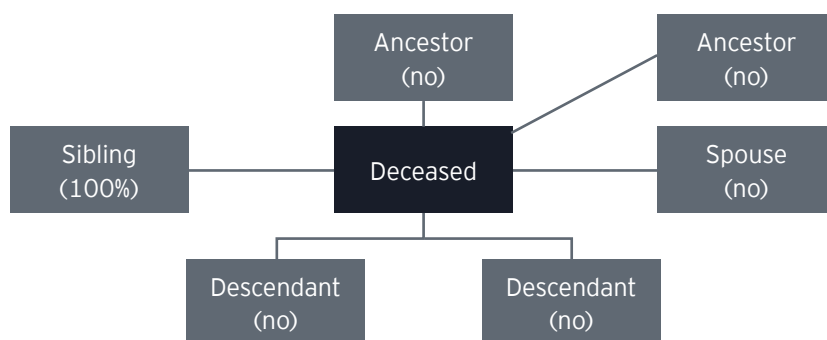 Ancestor
(no)
Ancestor
(no)
Sibling
(100%)
Deceased
Spouse
(no)
Descendant
(no)
Descendant
(no)